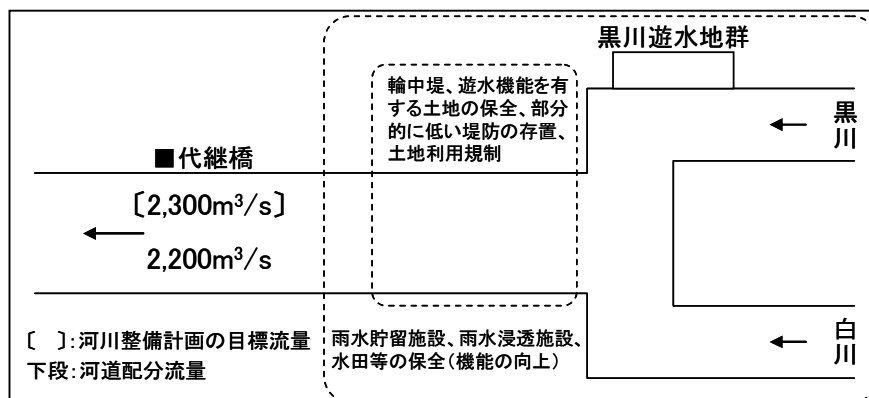 黒川遊水地群
輪中堤、遊水機能を有
する土地の保全、部分
的に低い堤防の存置、
土地利用規制
黒川
■代継橋
〔2,300m³/s〕
2,200m³/s
〔　〕:河川整備計画の目標流量
下段:河道配分流量
雨水貯留施設、雨水浸透施設、
水田等の保全(機能の向上)
白川